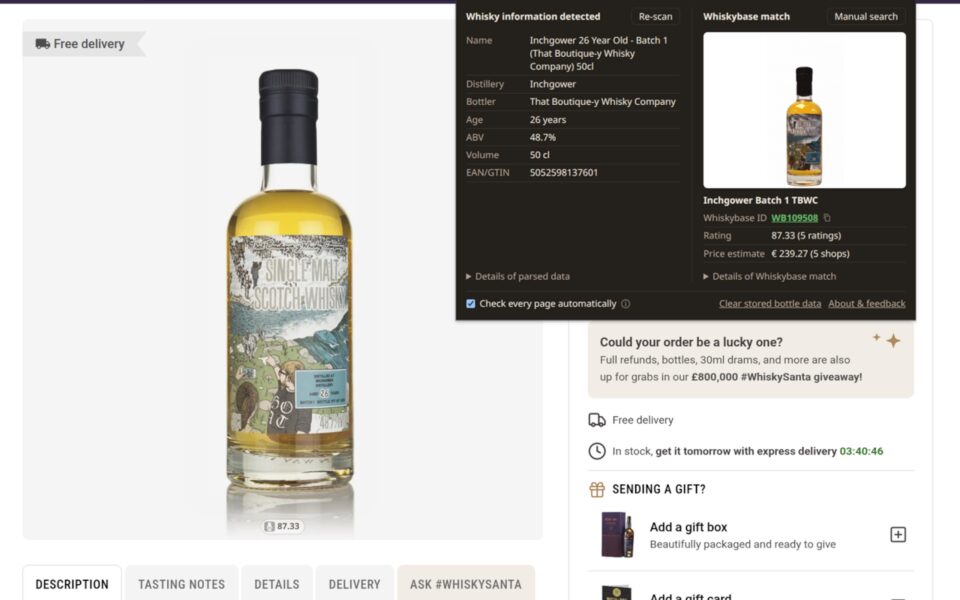 Free delivery
Whisky information detected
Re-scan
Name
Inchgower 26 Year Old - Batch 1
(That Boutique-y Whisky
Company) 50cl
Distillery
Inchgower
Bottler
That Boutique-y Whisky Company
Age
26 years
ABV
48.7%
Volume
50 cl
EAN/GTIN
5052598137601
Details of parsed data
Whiskybase match
Manual search
Inchgower Batch 1 TBWC
Whiskybase ID WB109508
Rating
87.33 (5 ratings)
Price estimate
€ 239.27 (5 shops)
Details of Whiskybase match
Check every page automatically
Clear stored bottle data
About & feedback
SINGLE MALT
SCOTCH WHISKY
26
48.7%
87.33
Could your order be a lucky one?
Full refunds, bottles, 30ml drams, and more are also
up for grabs in our £800,000 #WhiskySanta giveaway!
Free delivery
In stock, get it tomorrow with express delivery 03:40:46
SENDING A GIFT?
Add a gift box
Beautifully packaged and ready to give
Add a gift card
DESCRIPTION
TASTING NOTES
DETAILS
DELIVERY
ASK #WHISKYSANTA